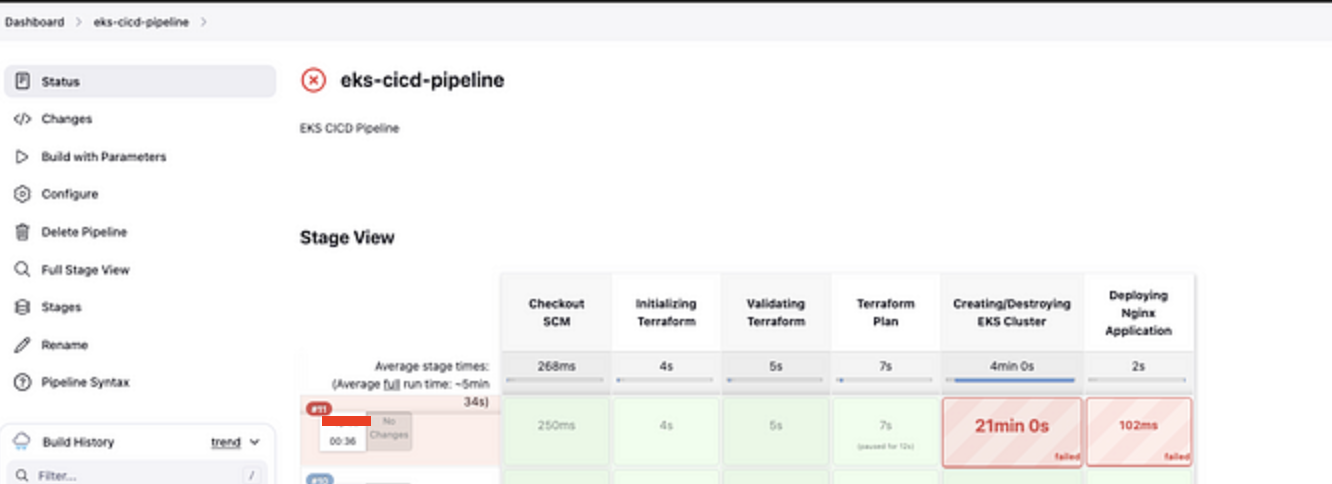 Dashboard > eks-cicd-pipeline >
Status
Changes
Build with Parameters
Configure
Delete Pipeline
Full Stage View
Stages
Rename
Pipeline Syntax
Build History trend
Filter... /
eks-cicd-pipeline
EKS CICD Pipeline
Stage View
Checkout
SCM
Initializing
Terraform
Validating
Terraform
Terraform
Plan
Creating/Destroying
EKS Cluster
Deploying
Nginx
Application
Average stage times:
(Average full run time: ~5min
34s)
268ms 4s 5s 7s 4min 0s 2s
#11
00:36
No
Changes
250ms 4s 5s 7s 21min 0s 102ms
(paused for 12s)
failed failed